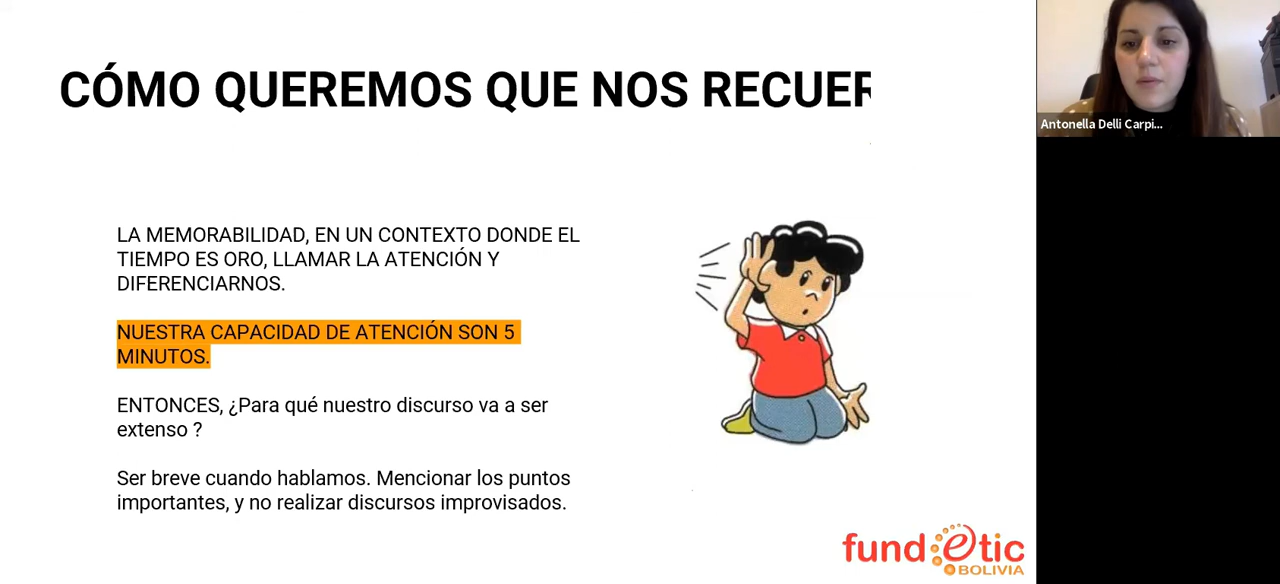 CÓMO QUEREMOS QUE NOS RECUER
Antonella Delli Carpi...
LA MEMORABILIDAD, EN UN CONTEXTO DONDE EL
TIEMPO ES ORO, LLAMAR LA ATENCIÓN Y
DIFERENCIARNOS.
NUESTRA CAPACIDAD DE ATENCIÓN SON 5
MINUTOS.
ENTONCES, ¿Para qué nuestro discurso va a ser
extenso ?
Ser breve cuando hablamos. Mencionar los puntos
importantes, y no realizar discursos improvisados.
fundetic
BOLIVIA